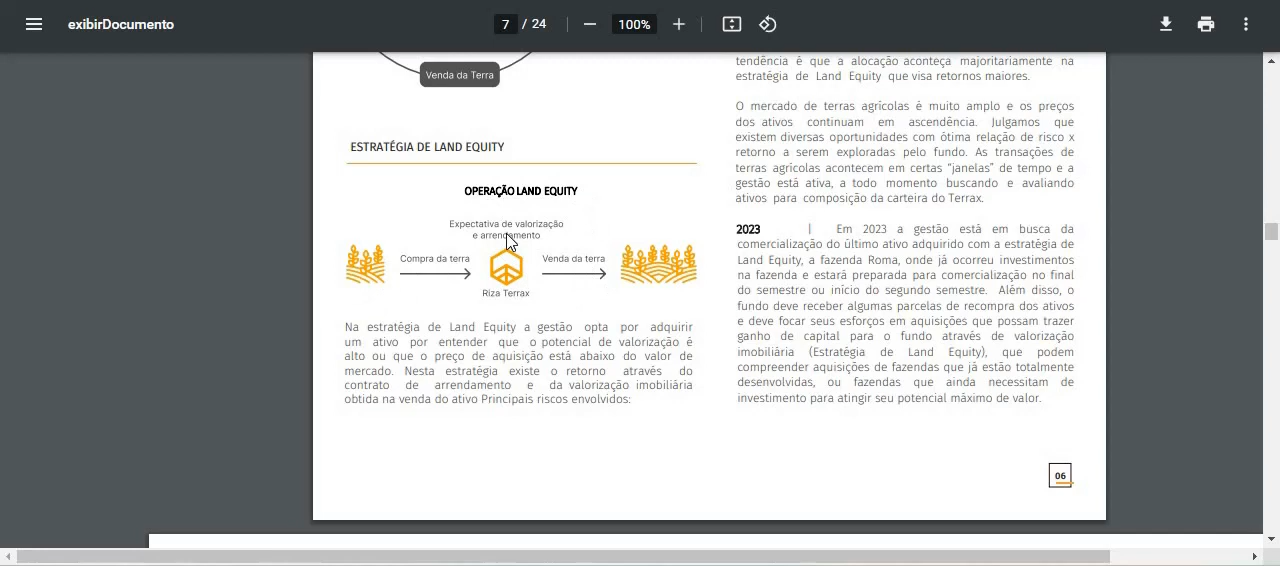 exibirDocumento
7 / 24
100%
Venda da Terra
ESTRATÉGIA DE LAND EQUITY
OPERAÇÃO LAND EQUITY
Expectativa de valorização
e arrendamento
Compra da terra
Venda da terra
Riza Terrax
Na estratégia de Land Equity a gestão opta por adquirir
um ativo por entender que o potencial de valorização é
alto ou que o preço de aquisição está abaixo do valor de
mercado. Nesta estratégia existe o retorno através do
contrato de arrendamento e da valorização imobiliária
obtida na venda do ativo Principais riscos envolvidos:
tendência é que a alocação aconteça majoritariamente na
estratégia de Land Equity que visa retornos maiores.
O mercado de terras agrícolas é muito amplo e os preços
dos ativos continuam em ascendência. Julgamos que
existem diversas oportunidades com ótima relação de risco x
retorno a serem exploradas pelo fundo. As transações de
terras agrícolas acontecem em certas “janelas” de tempo e a
gestão está ativa, a todo momento buscando e avaliando
ativos para composição da carteira do Terrax.
2023 | Em 2023 a gestão está em busca da
comercialização do último ativo adquirido com a estratégia de
Land Equity, a fazenda Roma, onde já ocorreu investimentos
na fazenda e estará preparada para comercialização no final
do semestre ou início do segundo semestre. Além disso, o
fundo deve receber algumas parcelas de recompra dos ativos
e deve focar seus esforços em aquisições que possam trazer
ganho de capital para o fundo através de valorização
imobiliária (Estratégia de Land Equity), que podem
compreender aquisições de fazendas que já estão totalmente
desenvolvidas, ou fazendas que ainda necessitam de
investimento para atingir seu potencial máximo de valor.
06